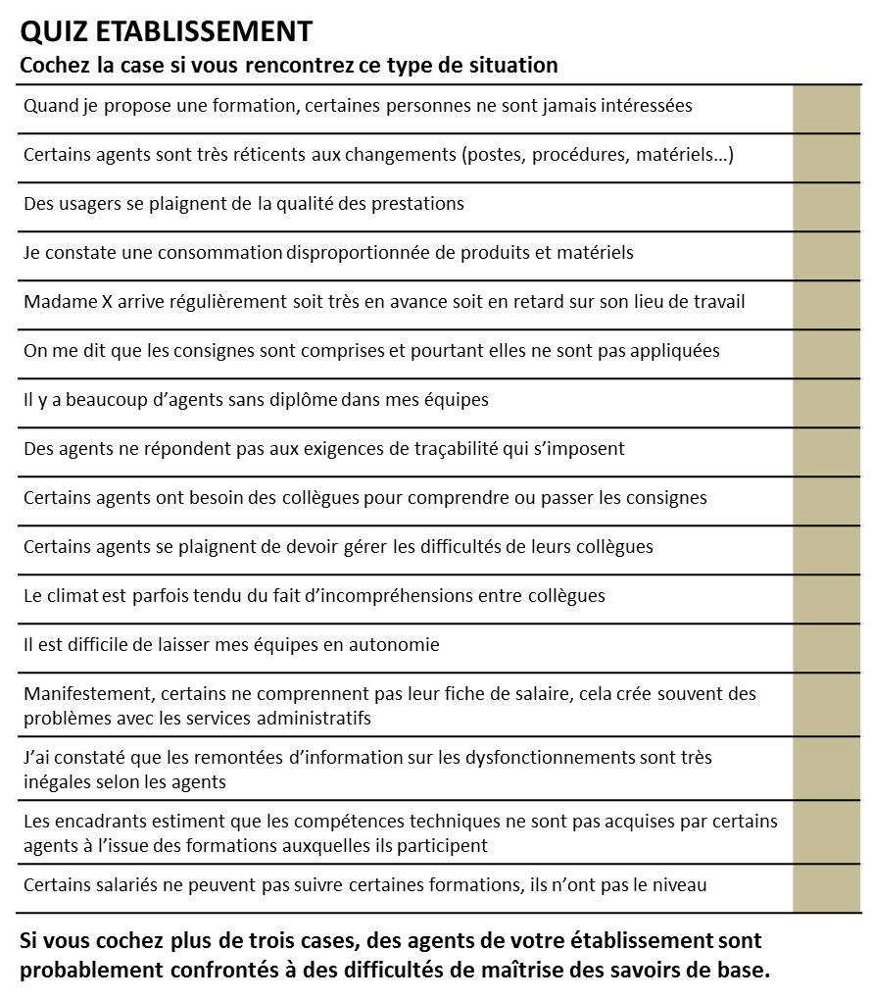 QUIZ ETABLISSEMENT
Cochez la case si vous rencontrez ce type de situation
Quand je propose une formation, certaines personnes ne sont jamais intéressées
Certains agents sont très réticents aux changements (postes, procédures, matériels…)
Des usagers se plaignent de la qualité des prestations
Je constate une consommation disproportionnée de produits et matériels
Madame X arrive régulièrement soit très en avance soit en retard sur son lieu de travail
On me dit que les consignes sont comprises et pourtant elles ne sont pas appliquées
Il y a beaucoup d’agents sans diplôme dans mes équipes
Des agents ne répondent pas aux exigences de traçabilité qui s’imposent
Certains agents ont besoin des collègues pour comprendre ou passer les consignes
Certains agents se plaignent de devoir gérer les difficultés de leurs collègues
Le climat est parfois tendu du fait d’incompréhensions entre collègues
Il est difficile de laisser mes équipes en autonomie
Manifestement, certains ne comprennent pas leur fiche de salaire, cela crée souvent des
problèmes avec les services administratifs
J’ai constaté que les remontées d’information sur les dysfonctionnements sont très
inégales selon les agents
Les encadrants estiment que les compétences techniques ne sont pas acquises par certains
agents à l’issue des formations auxquelles ils participent
Certains salariés ne peuvent pas suivre certaines formations, ils n’ont pas le niveau
Si vous cochez plus de trois cases, des agents de votre établissement sont
probablement confrontés à des difficultés de maîtrise des savoirs de base.